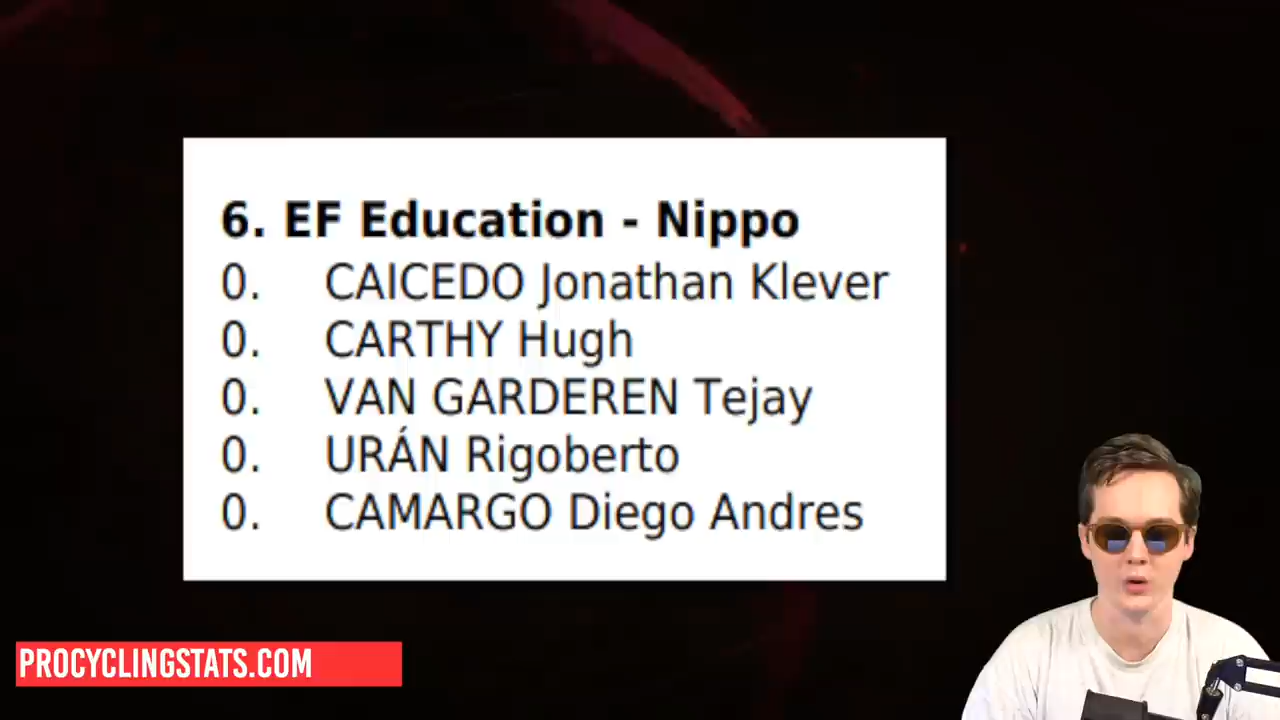 6. EF Education - Nippo
0. CAICEDO Jonathan Klever
0. CARTHY Hugh
0. VAN GARDEREN Tejay
0. URÁN Rigoberto
0. CAMARGO Diego Andres
PROCYCLINGSTATS.COM